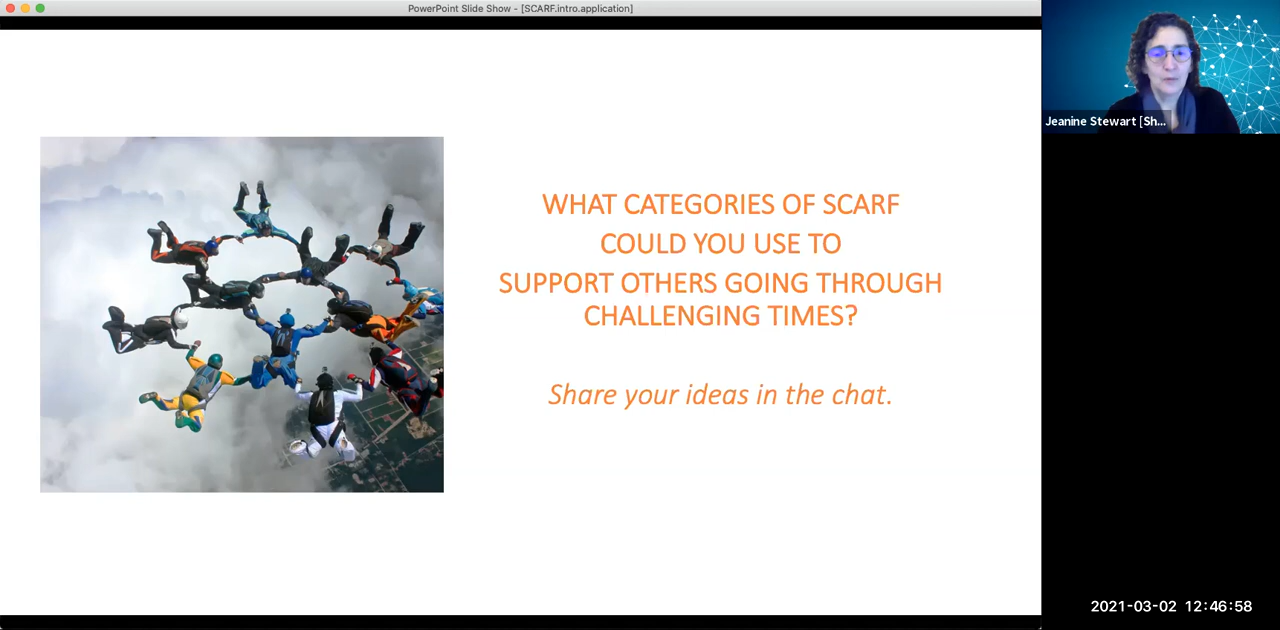 PowerPoint Slide Show - [SCARF.intro.application]
Jeanine Stewart [Sh...
WHAT CATEGORIES OF SCARF
COULD YOU USE TO
SUPPORT OTHERS GOING THROUGH
CHALLENGING TIMES?
Share your ideas in the chat.
2021-03-02 12:46:58